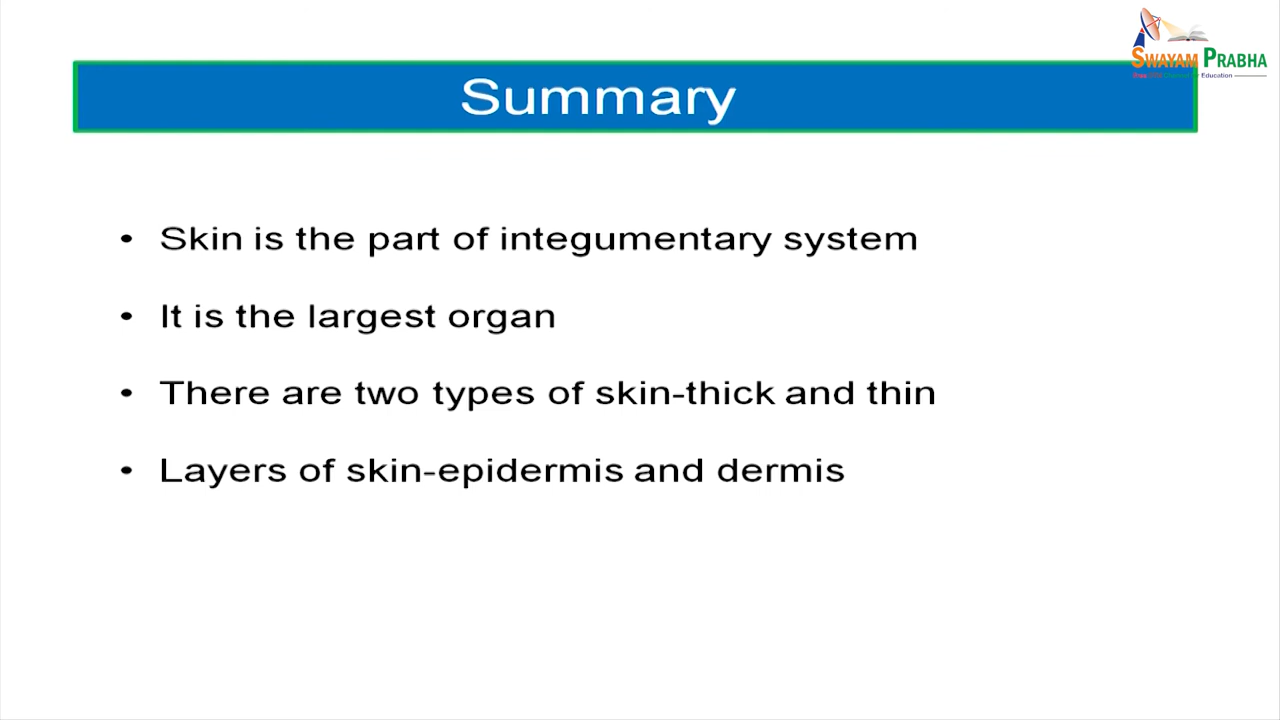 SWAYAM PRABHA
Summary
• Skin is the part of integumentary system
• It is the largest organ
• There are two types of skin-thick and thin
• Layers of skin-epidermis and dermis